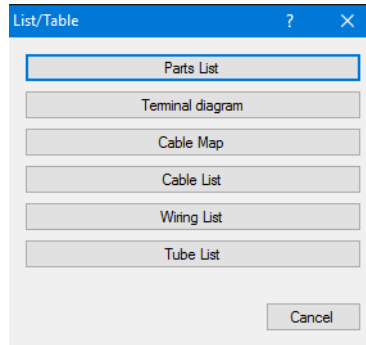 List/Table ?
Parts List
Terminal diagram
Cable Map
Cable List
Wiring List
Tube List
Cancel